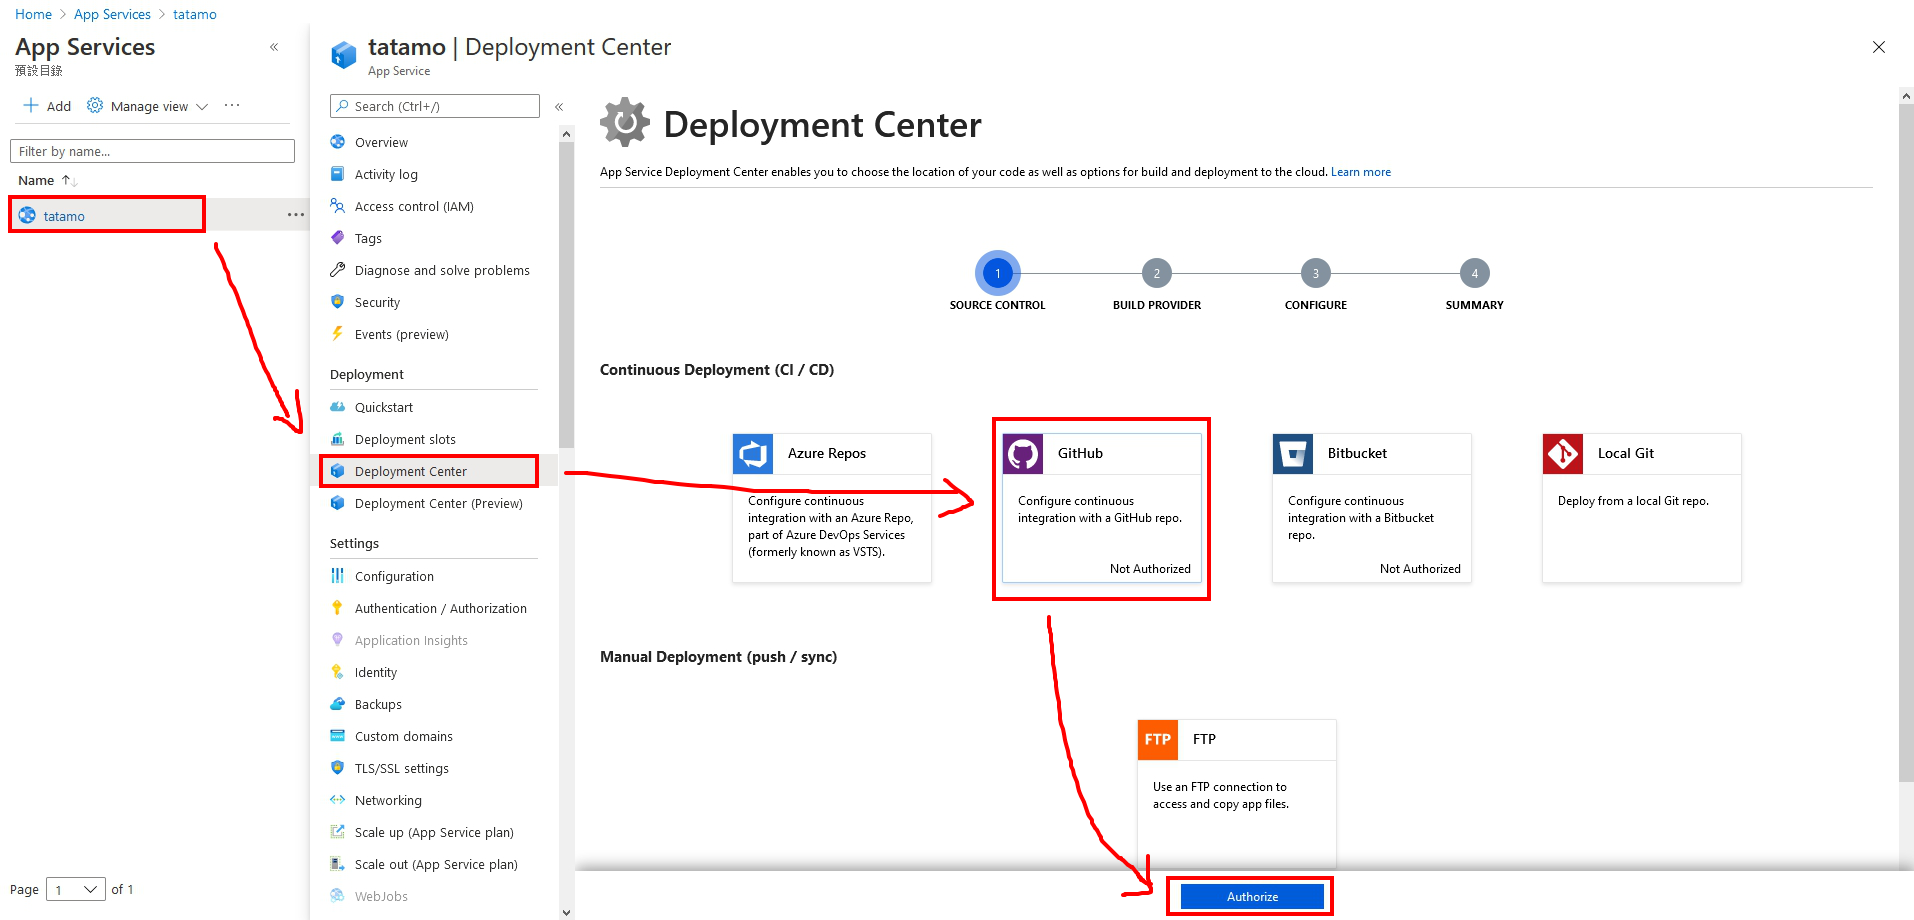 Home > App Services > tatamo
App Services
預設目錄
«
+ Add
Manage view
...
Filter by name...
Name ↑↓
tatamo
...
Page 1 of 1
tatamo | Deployment Center
App Service
Search (Ctrl+/)
«
Overview
Activity log
Access control (IAM)
Tags
Diagnose and solve problems
Security
Events (preview)
Deployment
Quickstart
Deployment slots
Deployment Center
Deployment Center (Preview)
Settings
Configuration
Authentication / Authorization
Application Insights
Identity
Backups
Custom domains
TLS/SSL settings
Networking
Scale up (App Service plan)
Scale out (App Service plan)
WebJobs
Deployment Center
App Service Deployment Center enables you to choose the location of your code as well as options for build and deployment to the cloud. Learn more
1
2
3
4
SOURCE CONTROL
BUILD PROVIDER
CONFIGURE
SUMMARY
Continuous Deployment (CI / CD)
Azure Repos
Configure continuous
integration with an Azure Repo,
part of Azure DevOps Services
(formerly known as VSTS).
GitHub
Configure continuous
integration with a GitHub repo.
Not Authorized
Bitbucket
Configure continuous
integration with a Bitbucket
repo.
Not Authorized
Local Git
Deploy from a local Git repo.
Manual Deployment (push / sync)
FTP
FTP
Use an FTP connection to
access and copy app files.
Authorize